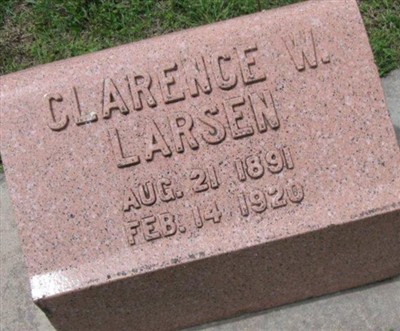 CLARENCE W.
LARSEN
AUG. 21 1891
FEB. 14 1920